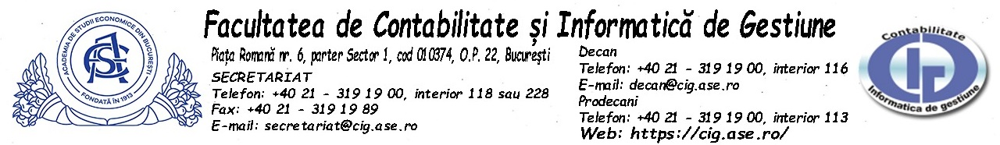 ACADEMIA DE STUDII ECONOMICE DIN BUCUREȘTI
ASE
FONDATĂ ÎN 1913
Facultatea de Contabilitate și Informatică de Gestiune
Piața Romană nr. 6, parter Sector 1, cod 010374, O.P. 22, București
SECRETARIAT
Telefon: +40 21 - 319 19 00, interior 118 sau 228
Fax: +40 21 - 319 19 89
E-mail: secretariat@cig.ase.ro
Decan
Telefon: +40 21 - 319 19 00, interior 116
E-mail: decan@cig.ase.ro
Prodecani
Telefon: +40 21 - 319 19 00, interior 113
Web: https://cig.ase.ro/
Contabilitate
CIG
Informatica de gestiune